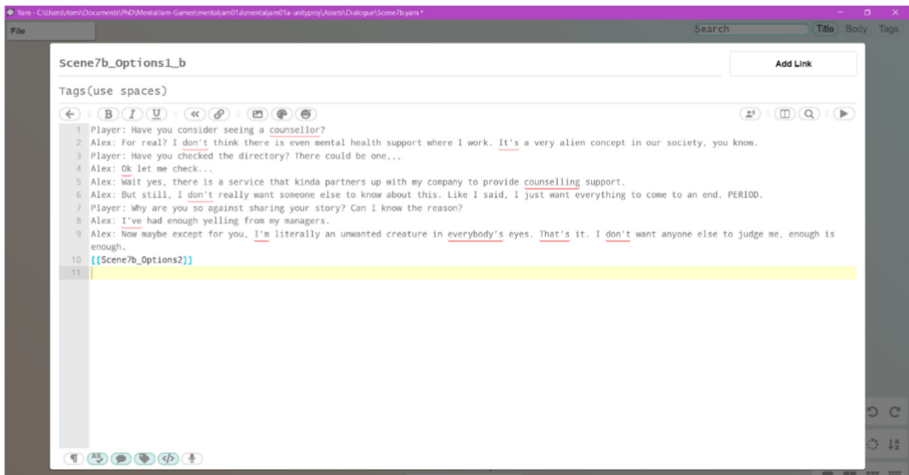 Yarn - C:\Users\tomi\Documents\PhD\MentalJam-Games\mentaljam01a\mentaljam01a-unityproj\Assets\Dialogue\Scene7b.yarn *
File
Search Title Body Tags
Scene7b_Options1_b
Add Link
Tags(use spaces)
B I U
1 Player: Have you consider seeing a counsellor?
2 Alex: For real? I don't think there is even mental health support where I work. It's a very alien concept in our society, you know.
3 Player: Have you checked the directory? There could be one...
4 Alex: Ok let me check...
5 Alex: Wait yes, there is a service that kinda partners up with my company to provide counselling support.
6 Alex: But still, I don't really want someone else to know about this. Like I said, I just want everything to come to an end. PERIOD.
7 Player: Why are you so against sharing your story? Can I know the reason?
8 Alex: I've had enough yelling from my managers.
9 Alex: Now maybe except for you, I'm literally an unwanted creature in everybody's eyes. That's it. I don't want anyone else to judge me, enough is
enough.
10 [[Scene7b_Options2]]
11